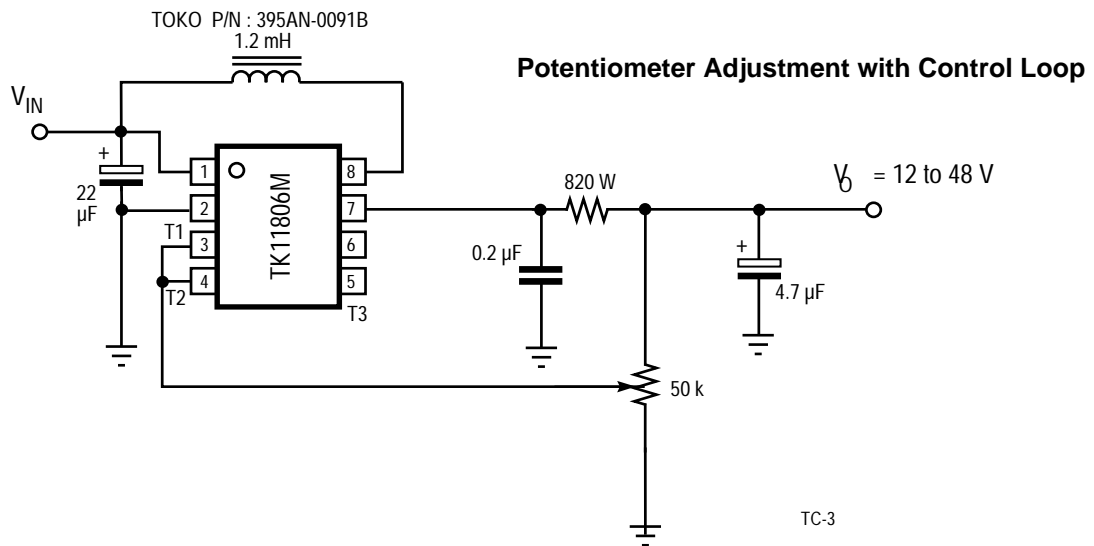 TOKO P/N : 395AN-0091B
1.2 mH
Potentiometer Adjustment with Control Loop
VIN
+
22
µF
1
2
T1
3
4
T2
TK11806M
8
7
6
5
T3
820 W
0.2 µF
VO = 12 to 48 V
+
4.7 µF
50 k
TC-3